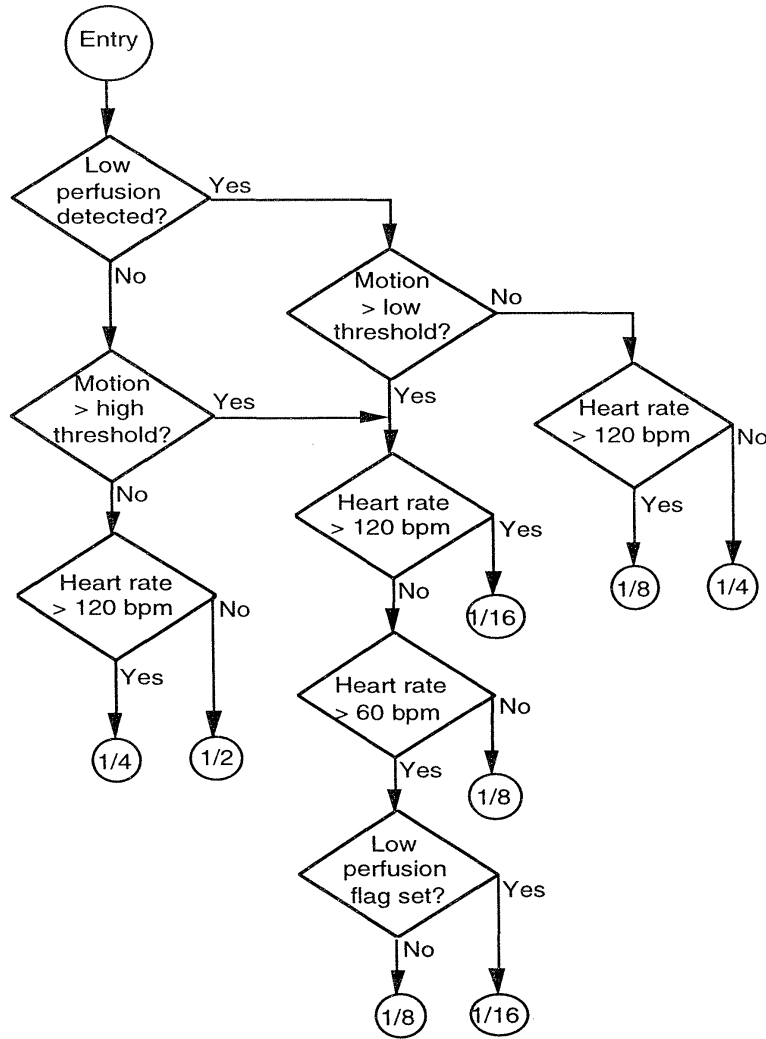 Entry
Low
perfusion
detected?
Yes
No
Motion
> low
threshold?
No
Yes
Motion
> high
threshold?
Yes
No
Heart rate
> 120 bpm
No
Yes
1/8
1/4
Heart rate
> 120 bpm
Yes
No
1/16
Heart rate
> 120 bpm
No
Yes
1/4
1/2
Heart rate
> 60 bpm
No
Yes
1/8
Low
perfusion
flag set?
Yes
No
1/8
1/16